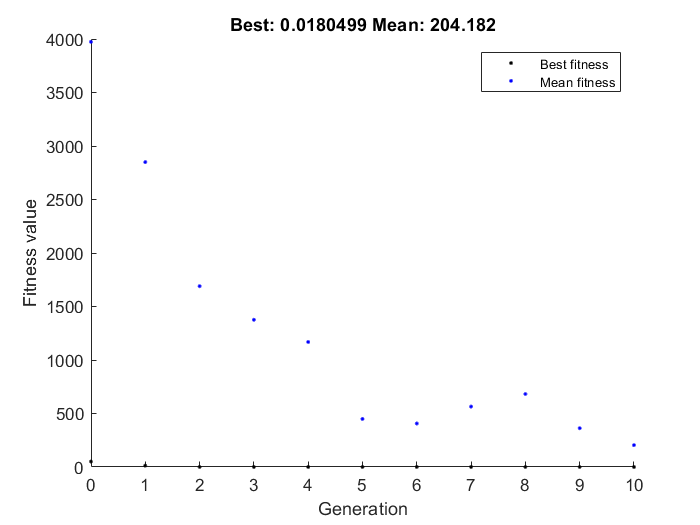 Best: 0.0180499 Mean: 204.182
Best fitness
Mean fitness
Fitness value
4000
3500
3000
2500
2000
1500
1000
500
0
0 1 2 3 4 5 6 7 8 9 10
Generation